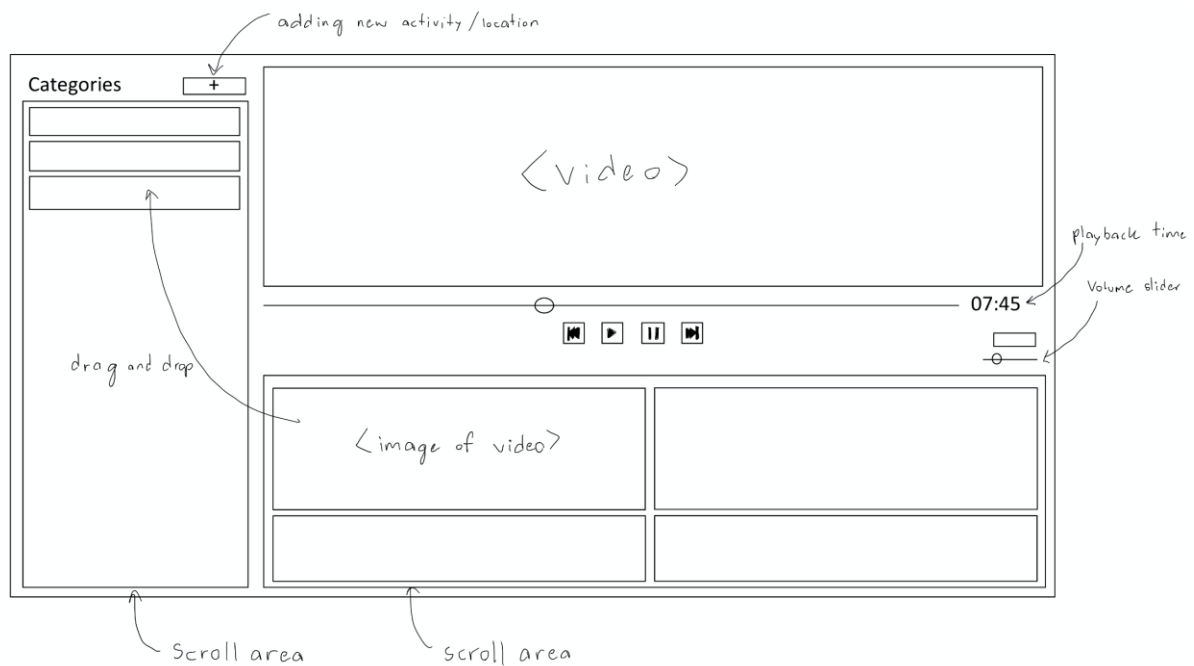 adding new activity/location
Categories
+
<video>
playback time
07:45
Volume slider
drag and drop
<image of video>
Scroll area
scroll area